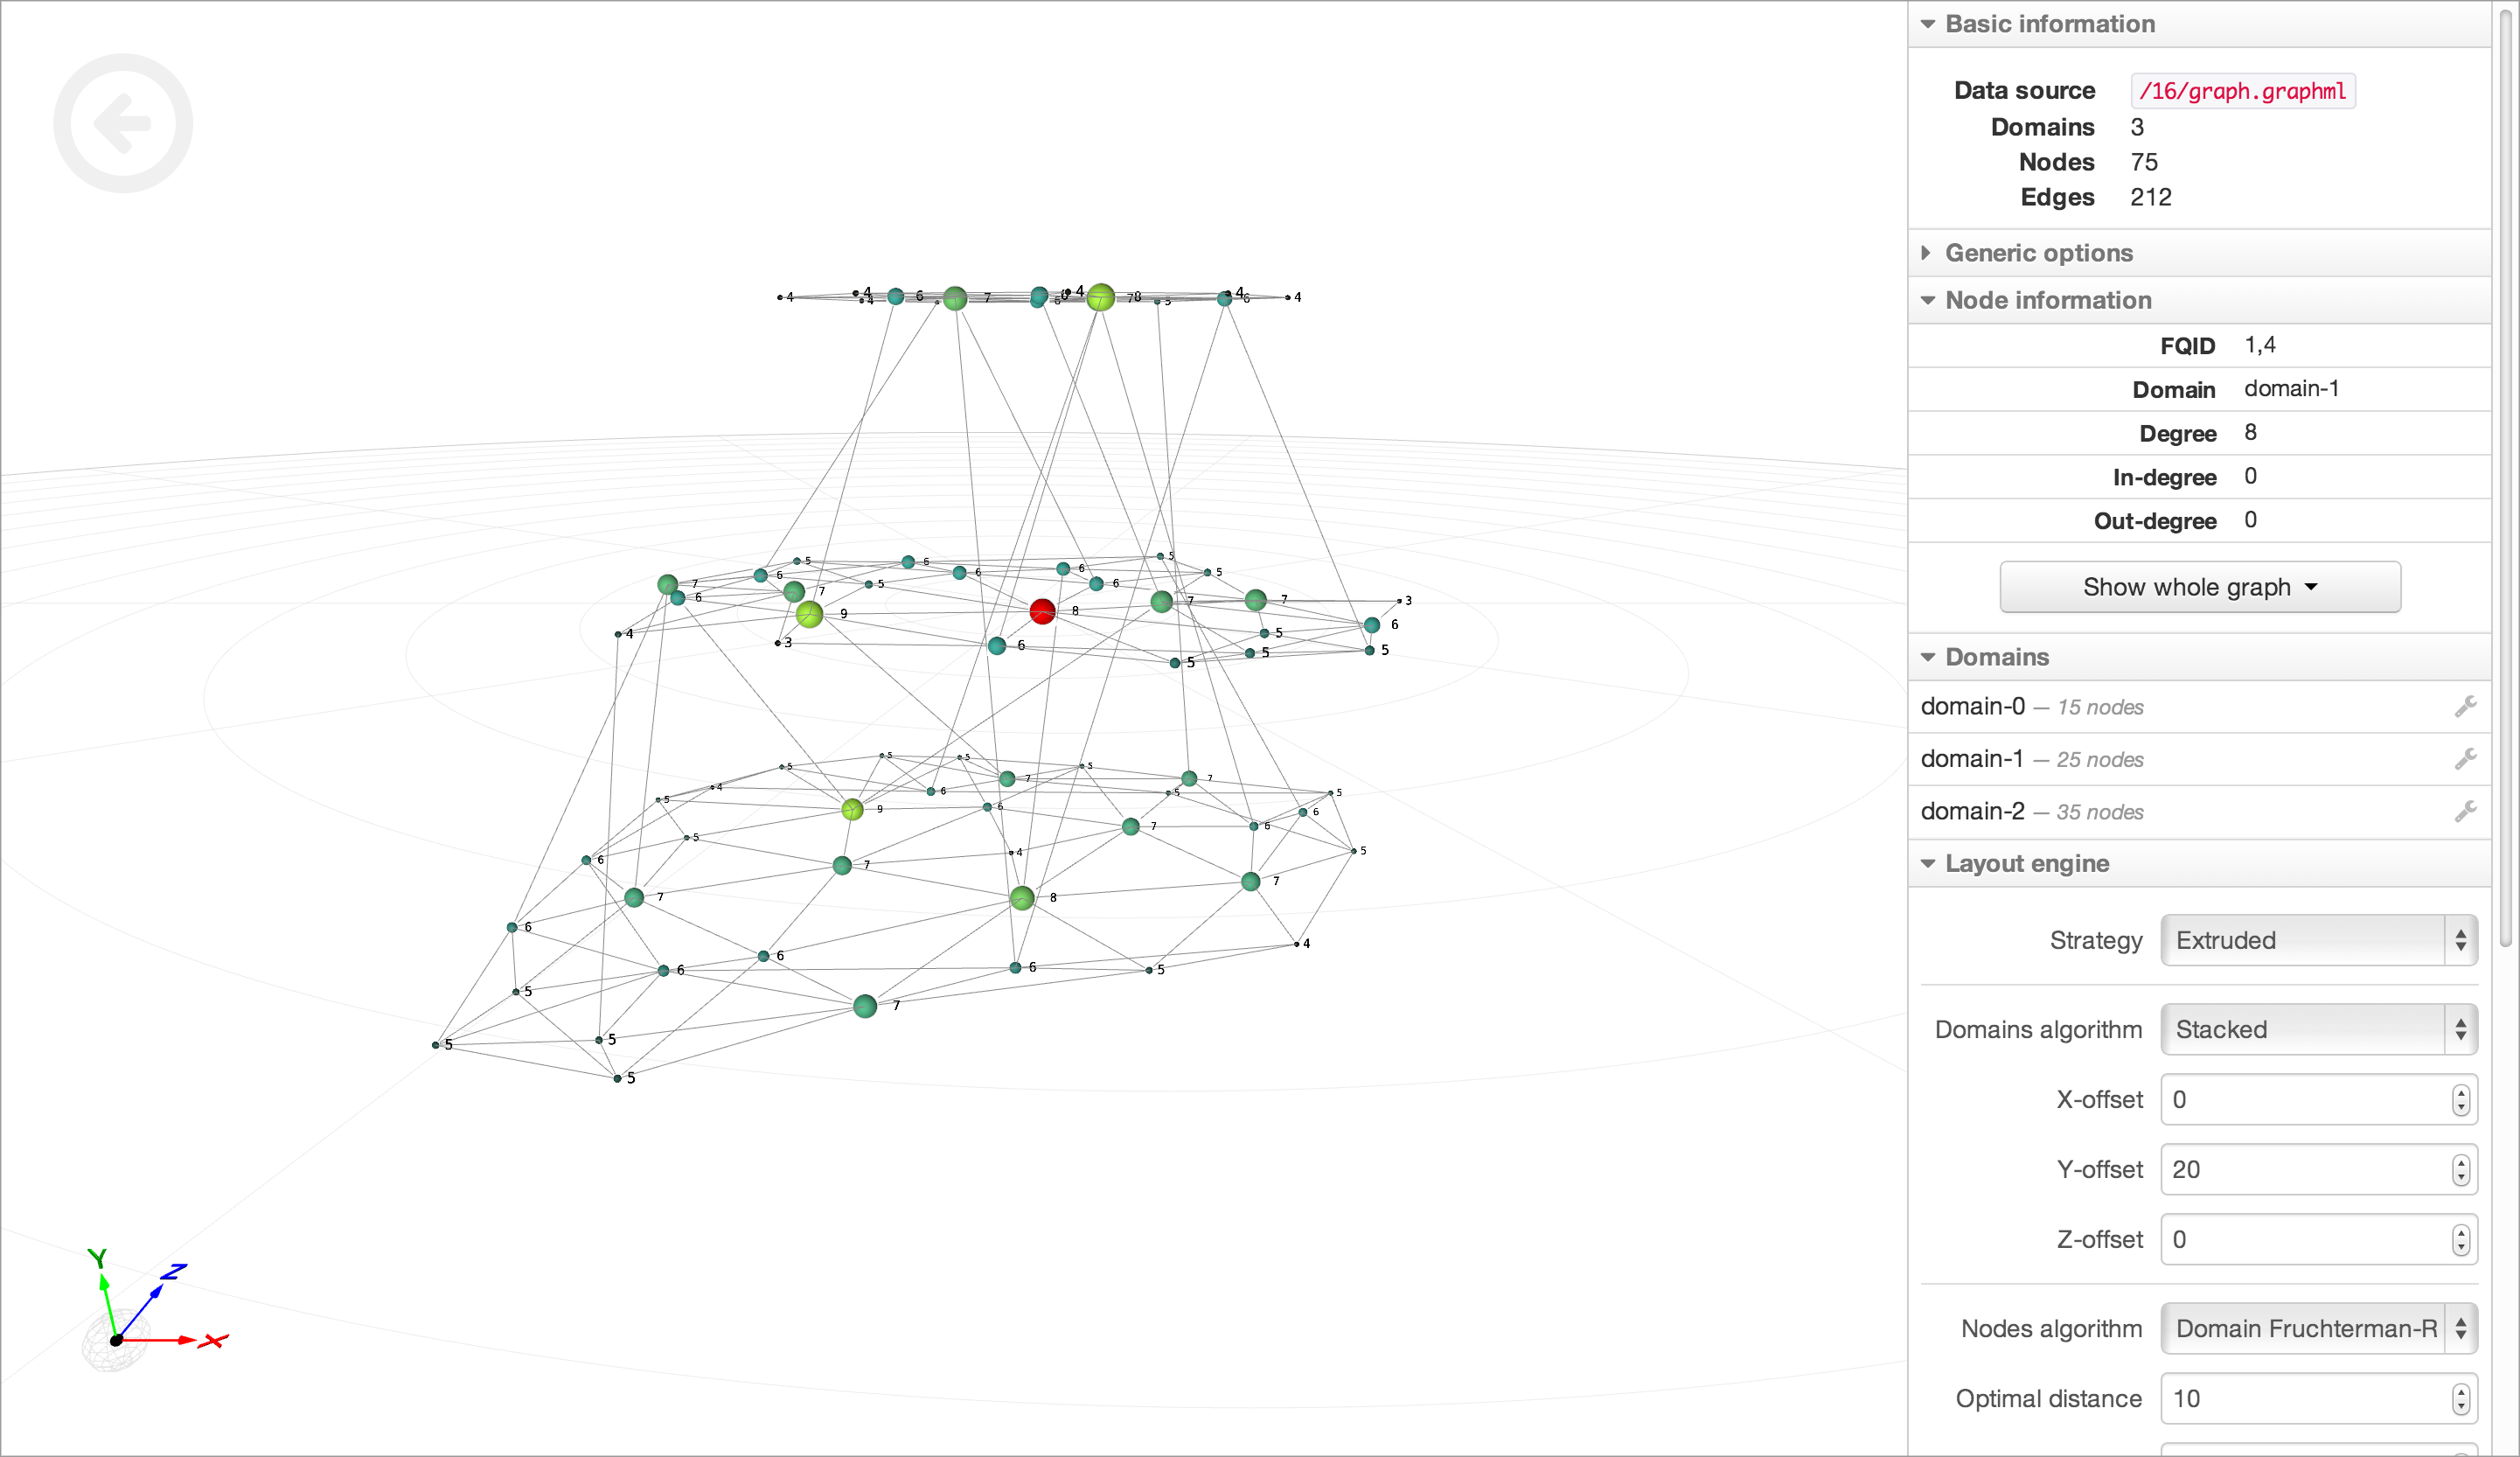 4 4 4 6 7 6 6 4 78 3 4 6 4
5 6 5 5
7 6 5 6 6 6 5
6 7 7 7 3
9 8 6
4 3 6 5 5 5 5
5 5 5
5 4 6 7 5 7 5 5
5 9 6 7 6 6
5 7 4 5
6 7 8 7
7
6
6 6 6 5 4
5 7
5 5
5
Y
Z
X
Basic information
Data source /16/graph.graphml
Domains 3
Nodes 75
Edges 212
Generic options
Node information
FQID 1,4
Domain domain-1
Degree 8
In-degree 0
Out-degree 0
Show whole graph
Domains
domain-0 — 15 nodes
domain-1 — 25 nodes
domain-2 — 35 nodes
Layout engine
Strategy Extruded
Domains algorithm Stacked
X-offset 0
Y-offset 20
Z-offset 0
Nodes algorithm Domain Fruchterman-R
Optimal distance 10